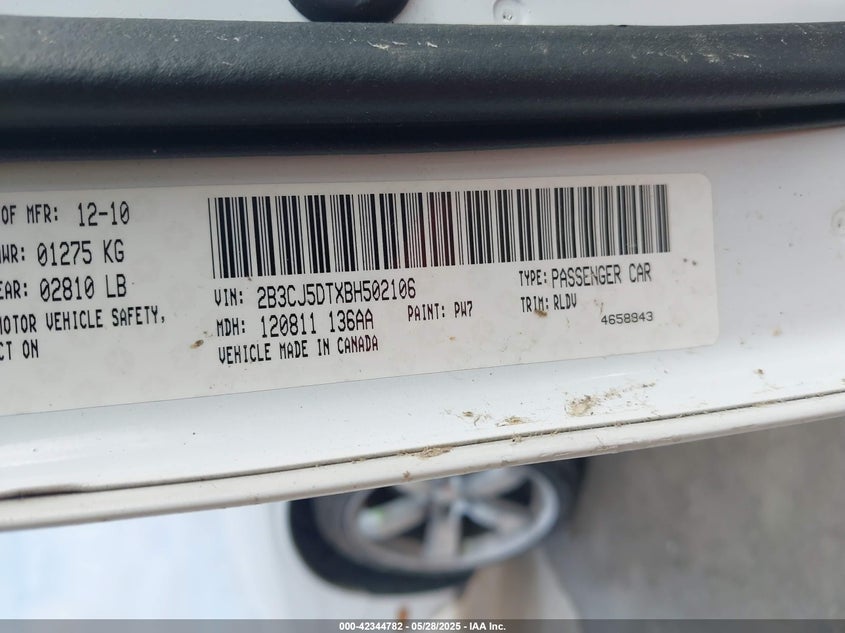 OF MFR: 12-10
WR: 01275 KG
EAR: 02810 LB
MOTOR VEHICLE SAFETY,
CT ON
VIN: 2B3CJ5DTXBH502106
TYPE: PASSENGER CAR
MDH: 120811 136AA
PAINT: PW7
TRIM: RLDV
VEHICLE MADE IN CANADA
4658943
000-42344782 — 05/28/2025 — IAA Inc.